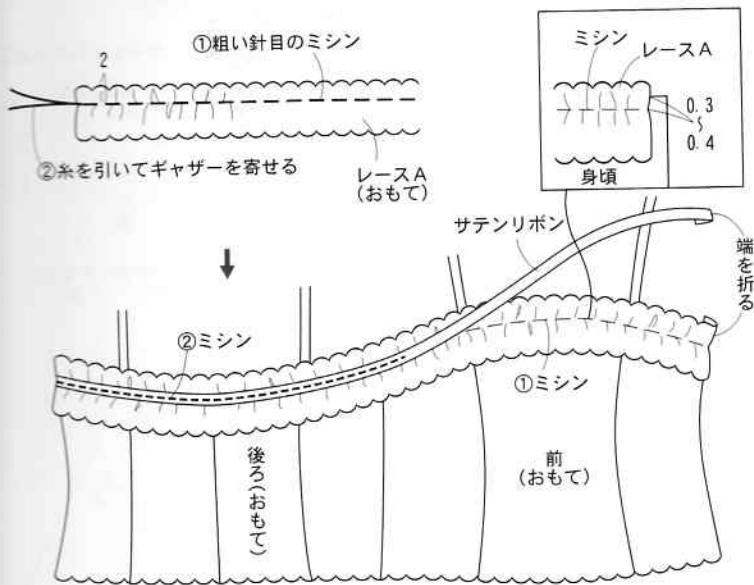 ①粗い針目のミシン
2
②糸を引いてギャザーを寄せる
レースA
(おもて)
ミシン
レースA
0.3
〜
0.4
身頃
サテンリボン
端を折る
②ミシン
①ミシン
後ろ(おもて)
前
(おもて)